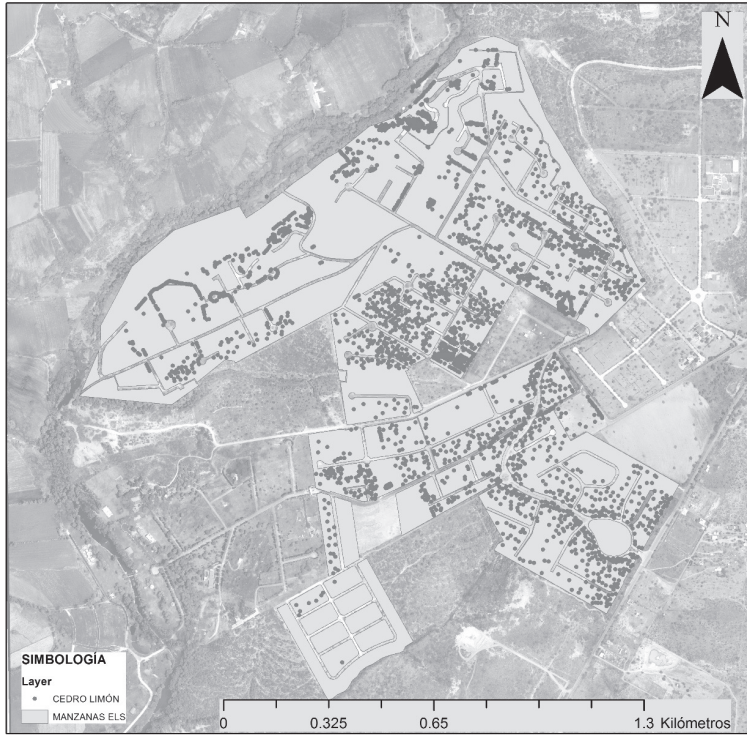 N
SIMBOLOGÍA
Layer
CEDRO LIMÓN
MANZANAS ELS
0 0.325 0.65 1.3 Kilómetros